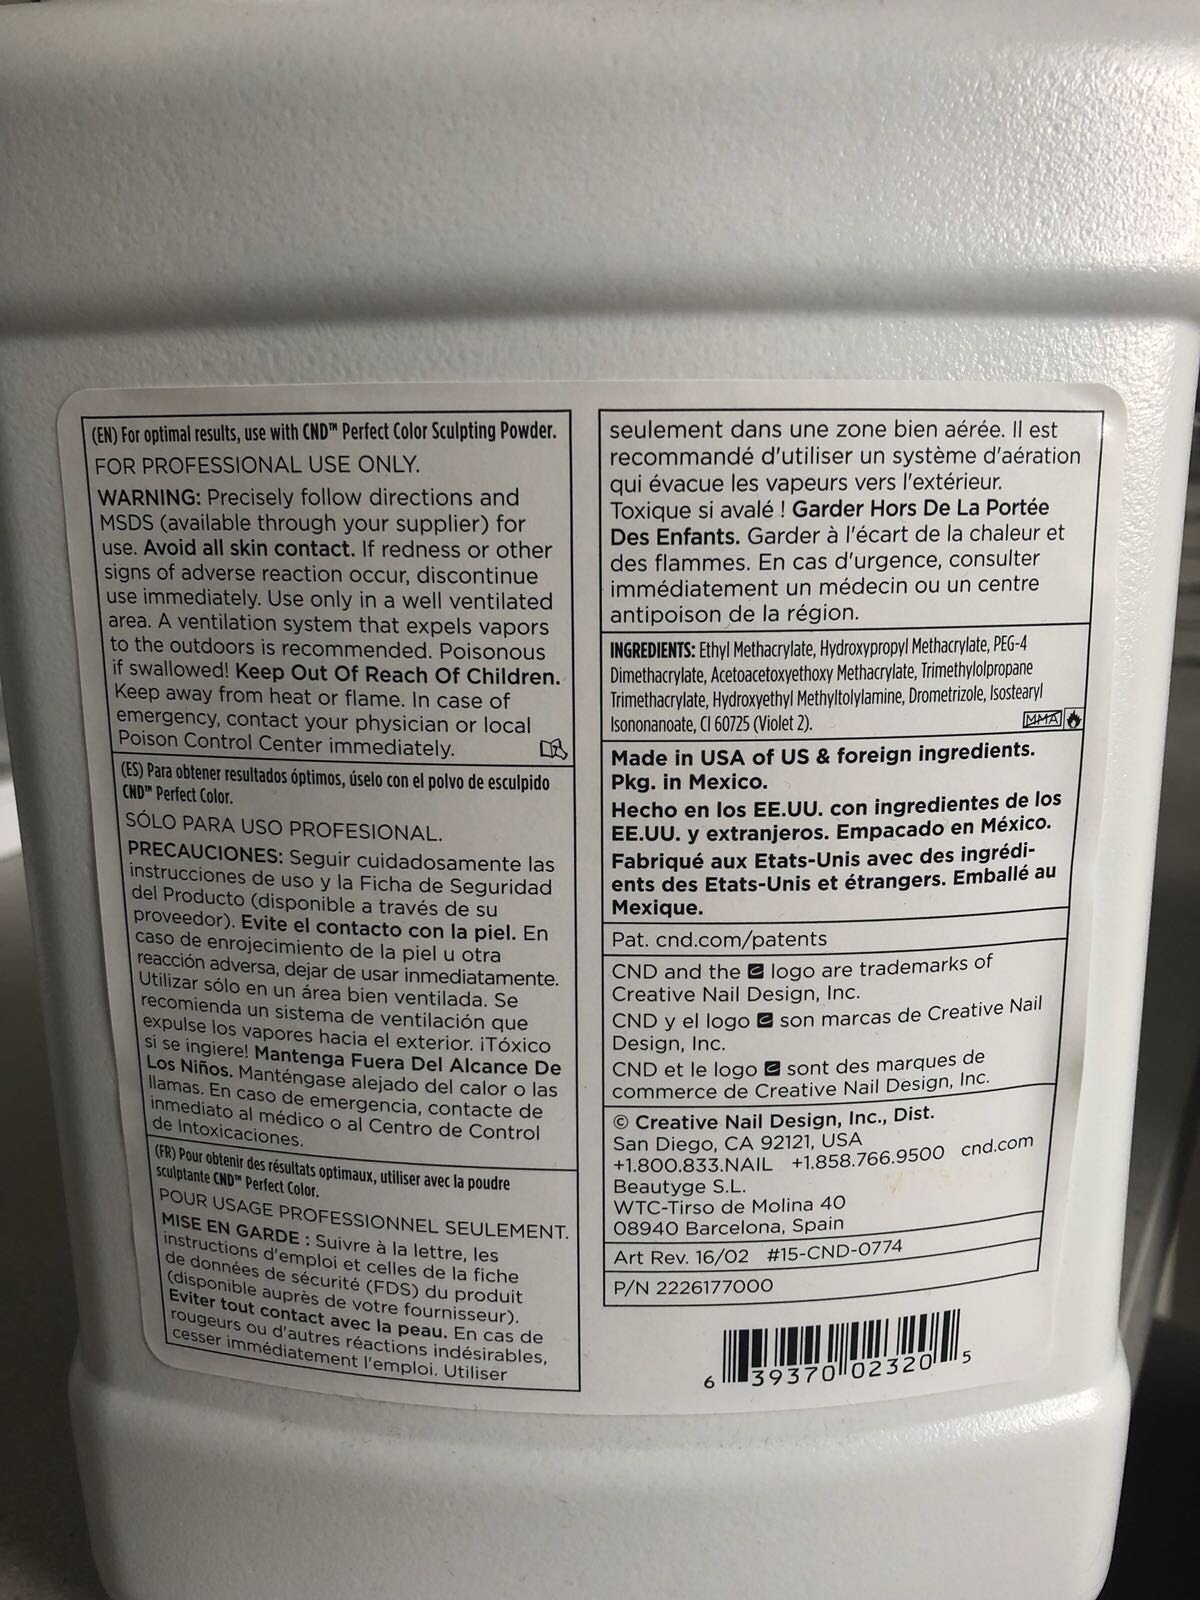 (EN) For optimal results, use with CND™ Perfect Color Sculpting Powder.
FOR PROFESSIONAL USE ONLY.
WARNING: Precisely follow directions and
MSDS (available through your supplier) for
use. Avoid all skin contact. If redness or other
signs of adverse reaction occur, discontinue
use immediately. Use only in a well ventilated
area. A ventilation system that expels vapors
to the outdoors is recommended. Poisonous
if swallowed! Keep Out Of Reach Of Children.
Keep away from heat or flame. In case of
emergency, contact your physician or local
Poison Control Center immediately.
(ES) Para obtener resultados óptimos, úselo con el polvo de esculpido
CND™ Perfect Color.
SÓLO PARA USO PROFESIONAL.
PRECAUCIONES: Seguir cuidadosamente las
instrucciones de uso y la Ficha de Seguridad
del Producto (disponible a través de su
proveedor). Evite el contacto con la piel. En
caso de enrojecimiento de la piel u otra
reacción adversa, dejar de usar inmediatamente.
Utilizar sólo en un área bien ventilada. Se
recomienda un sistema de ventilación que
expulse los vapores hacia el exterior. ¡Tóxico
si se ingiere! Mantenga Fuera Del Alcance De
Los Niños. Manténgase alejado del calor o las
llamas. En caso de emergencia, contacte de
inmediato al médico o al Centro de Control
de Intoxicaciones.
(FR) Pour obtenir des résultats optimaux, utiliser avec la poudre
sculptante CND™ Perfect Color.
POUR USAGE PROFESSIONNEL SEULEMENT.
MISE EN GARDE : Suivre à la lettre, les
instructions d'emploi et celles de la fiche
de données de sécurité (FDS) du produit
(disponible auprès de votre fournisseur).
Eviter tout contact avec la peau. En cas de
rougeurs ou d'autres réactions indésirables,
cesser immédiatement l'emploi. Utiliser
seulement dans une zone bien aérée. Il est
recommandé d'utiliser un système d'aération
qui évacue les vapeurs vers l'extérieur.
Toxique si avalé ! Garder Hors De La Portée
Des Enfants. Garder à l'écart de la chaleur et
des flammes. En cas d'urgence, consulter
immédiatement un médecin ou un centre
antipoison de la région.
INGREDIENTS: Ethyl Methacrylate, Hydroxypropyl Methacrylate, PEG-4
Dimethacrylate, Acetoacetoxyethoxy Methacrylate, Trimethylolpropane
Trimethacrylate, Hydroxyethyl Methyltolylamine, Drometrizole, Isostearyl
Isononanoate, CI 60725 (Violet 2).
MMA
Made in USA of US & foreign ingredients.
Pkg. in Mexico.
Hecho en los EE.UU. con ingredientes de los
EE.UU. y extranjeros. Empacado en México.
Fabriqué aux Etats-Unis avec des ingrédi-
ents des Etats-Unis et étrangers. Emballé au
Mexique.
Pat. cnd.com/patents
CND and the logo are trademarks of
Creative Nail Design, Inc.
CND y el logo son marcas de Creative Nail
Design, Inc.
CND et le logo sont des marques de
commerce de Creative Nail Design, Inc.
© Creative Nail Design, Inc., Dist.
San Diego, CA 92121, USA
+1.800.833.NAIL +1.858.766.9500 cnd.com
Beautyge S.L.
WTC-Tirso de Molina 40
08940 Barcelona, Spain
Art Rev. 16/02 #15-CND-0774
P/N 2226177000
6 39370 02320 5